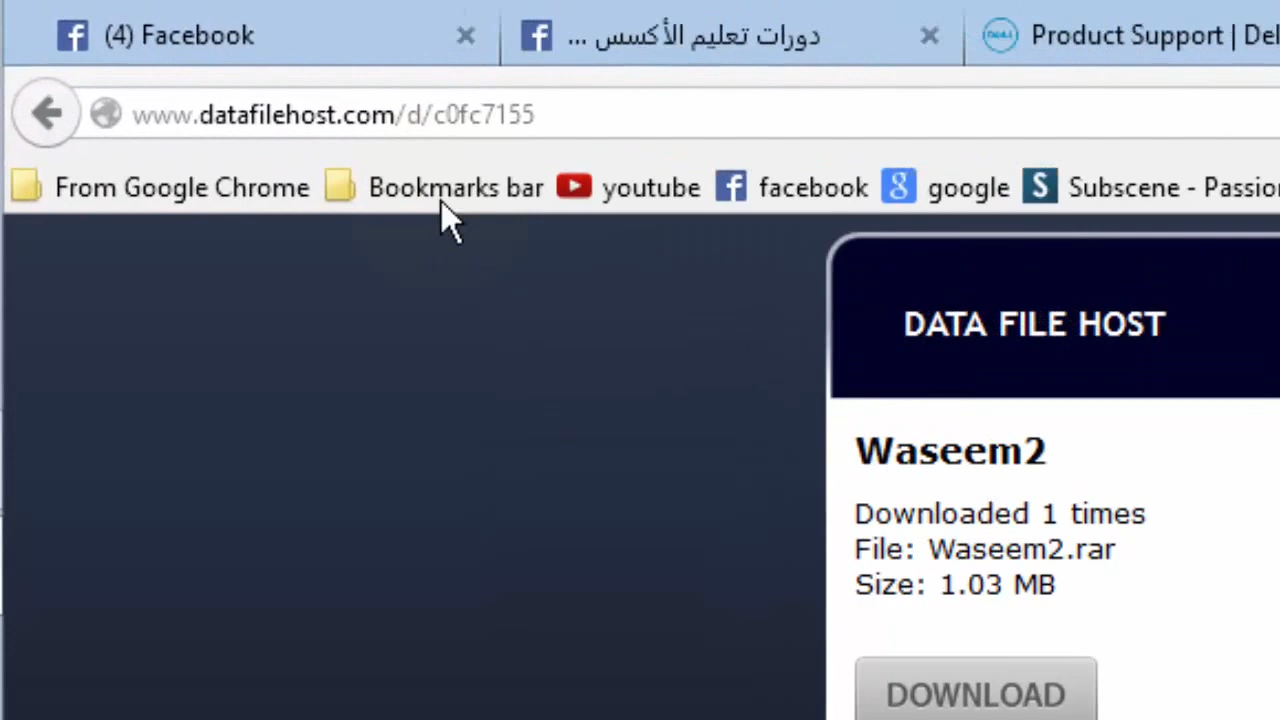 (4) Facebook
دورات تعليم الأكسس ...
Product Support | Del
www.datafilehost.com/d/c0fc7155
From Google Chrome
Bookmarks bar
youtube
facebook
google
Subscene - Passio
DATA FILE HOST
Waseem2
Downloaded 1 times
File: Waseem2.rar
Size: 1.03 MB
DOWNLOAD